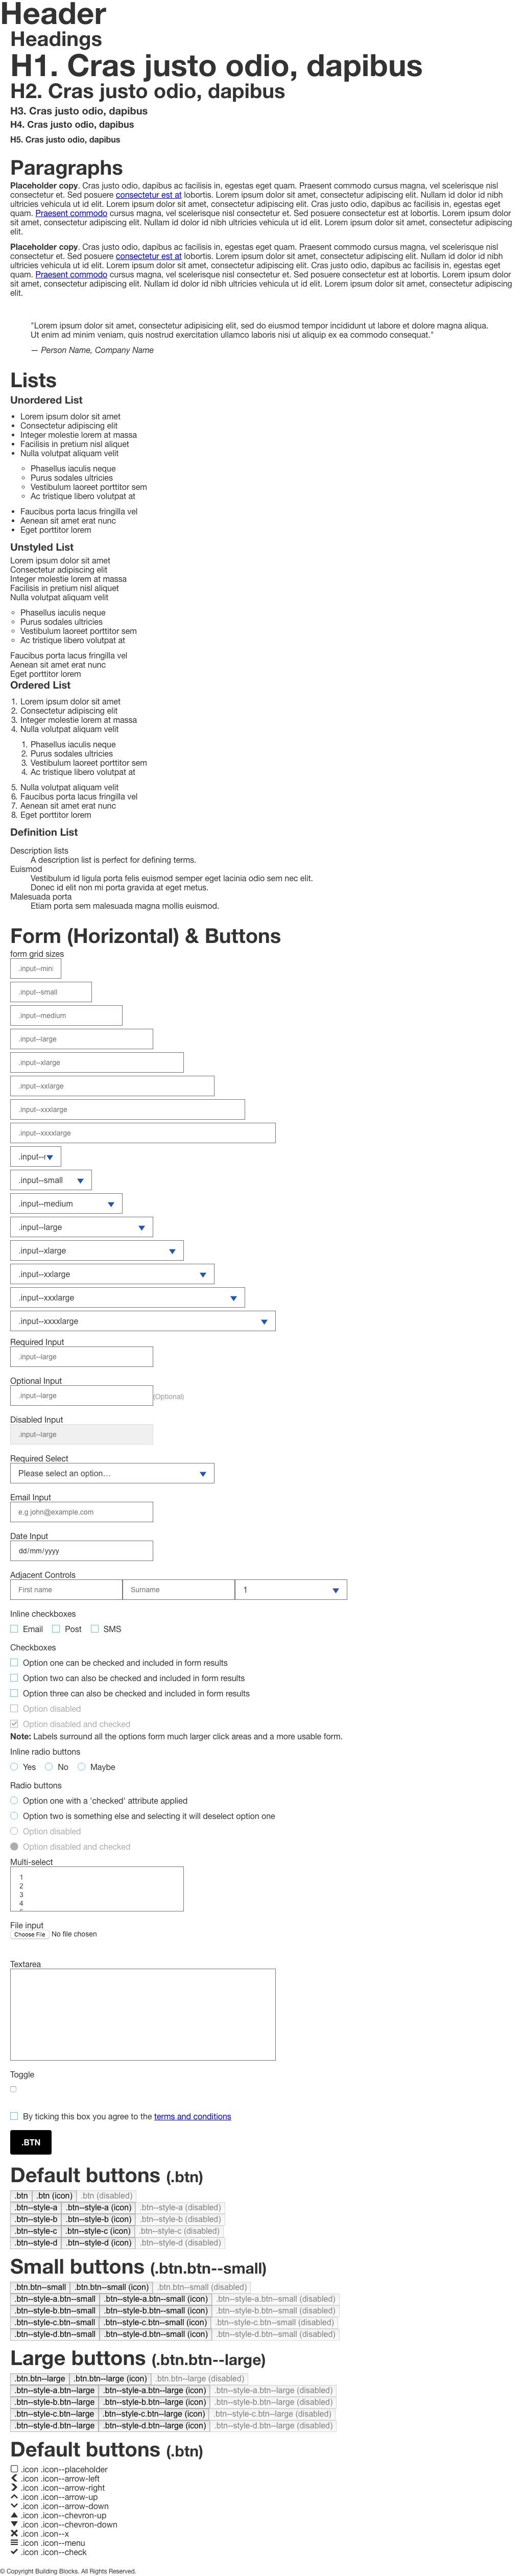 Header
Headings
H1. Cras justo odio, dapibus
H2. Cras justo odio, dapibus
H3. Cras justo odio, dapibus
H4. Cras justo odio, dapibus
H5. Cras justo odio, dapibus
Paragraphs
Placeholder copy. Cras justo odio, dapibus ac facilisis in, egestas eget quam. Praesent commodo cursus magna, vel scelerisque nisl
consectetur et. Sed posuere consectetur est at lobortis. Lorem ipsum dolor sit amet, consectetur adipiscing elit. Nullam id dolor id nibh
ultricies vehicula ut id elit. Lorem ipsum dolor sit amet, consectetur adipiscing elit. Cras justo odio, dapibus ac facilisis in, egestas eget
quam. Praesent commodo cursus magna, vel scelerisque nisl consectetur et. Sed posuere consectetur est at lobortis. Lorem ipsum dolor
sit amet, consectetur adipiscing elit. Nullam id dolor id nibh ultricies vehicula ut id elit. Lorem ipsum dolor sit amet, consectetur adipiscing
elit.
Placeholder copy. Cras justo odio, dapibus ac facilisis in, egestas eget quam. Praesent commodo cursus magna, vel scelerisque nisl
consectetur et. Sed posuere consectetur est at lobortis. Lorem ipsum dolor sit amet, consectetur adipiscing elit. Nullam id dolor id nibh
ultricies vehicula ut id elit. Lorem ipsum dolor sit amet, consectetur adipiscing elit. Cras justo odio, dapibus ac facilisis in, egestas eget
quam. Praesent commodo cursus magna, vel scelerisque nisl consectetur et. Sed posuere consectetur est at lobortis. Lorem ipsum dolor
sit amet, consectetur adipiscing elit. Nullam id dolor id nibh ultricies vehicula ut id elit. Lorem ipsum dolor sit amet, consectetur adipiscing
elit.
"Lorem ipsum dolor sit amet, consectetur adipisicing elit, sed do eiusmod tempor incididunt ut labore et dolore magna aliqua.
Ut enim ad minim veniam, quis nostrud exercitation ullamco laboris nisi ut aliquip ex ea commodo consequat."
— Person Name, Company Name
Lists
Unordered List
• Lorem ipsum dolor sit amet
• Consectetur adipiscing elit
• Integer molestie lorem at massa
• Facilisis in pretium nisl aliquet
• Nulla volutpat aliquam velit
◦ Phasellus iaculis neque
◦ Purus sodales ultricies
◦ Vestibulum laoreet porttitor sem
◦ Ac tristique libero volutpat at
• Faucibus porta lacus fringilla vel
• Aenean sit amet erat nunc
• Eget porttitor lorem
Unstyled List
Lorem ipsum dolor sit amet
Consectetur adipiscing elit
Integer molestie lorem at massa
Facilisis in pretium nisl aliquet
Nulla volutpat aliquam velit
◦ Phasellus iaculis neque
◦ Purus sodales ultricies
◦ Vestibulum laoreet porttitor sem
◦ Ac tristique libero volutpat at
Faucibus porta lacus fringilla vel
Aenean sit amet erat nunc
Eget porttitor lorem
Ordered List
1. Lorem ipsum dolor sit amet
2. Consectetur adipiscing elit
3. Integer molestie lorem at massa
4. Nulla volutpat aliquam velit
1. Phasellus iaculis neque
2. Purus sodales ultricies
3. Vestibulum laoreet porttitor sem
4. Ac tristique libero volutpat at
5. Nulla volutpat aliquam velit
6. Faucibus porta lacus fringilla vel
7. Aenean sit amet erat nunc
8. Eget porttitor lorem
Definition List
Description lists
A description list is perfect for defining terms.
Euismod
Vestibulum id ligula porta felis euismod semper eget lacinia odio sem nec elit.
Donec id elit non mi porta gravida at eget metus.
Malesuada porta
Etiam porta sem malesuada magna mollis euismod.
Form (Horizontal) & Buttons
form grid sizes
.input--mini
.input--small
.input--medium
.input--large
.input--xlarge
.input--xxlarge
.input--xxxlarge
.input--xxxxlarge
.input--
.input--small
.input--medium
.input--large
.input--xlarge
.input--xxlarge
.input--xxxlarge
.input--xxxxlarge
Required Input
.input--large
Optional Input
.input--large (Optional)
Disabled Input
.input--large
Required Select
Please select an option…
Email Input
e.g john@example.com
Date Input
dd/mm/yyyy
Adjacent Controls
First name Surname 1
Inline checkboxes
Email Post SMS
Checkboxes
Option one can be checked and included in form results
Option two can also be checked and included in form results
Option three can also be checked and included in form results
Option disabled
Option disabled and checked
Note: Labels surround all the options form much larger click areas and a more usable form.
Inline radio buttons
Yes No Maybe
Radio buttons
Option one with a 'checked' attribute applied
Option two is something else and selecting it will deselect option one
Option disabled
Option disabled and checked
Multi-select
1
2
3
4
File input
Choose File No file chosen
Textarea
Toggle
By ticking this box you agree to the terms and conditions
.BTN
Default buttons (.btn)
.btn .btn (icon) .btn (disabled)
.btn--style-a .btn--style-a (icon) .btn--style-a (disabled)
.btn--style-b .btn--style-b (icon) .btn--style-b (disabled)
.btn--style-c .btn--style-c (icon) .btn--style-c (disabled)
.btn--style-d .btn--style-d (icon) .btn--style-d (disabled)
Small buttons (.btn.btn--small)
.btn.btn--small .btn.btn--small (icon) .btn.btn--small (disabled)
.btn--style-a.btn--small .btn--style-a.btn--small (icon) .btn--style-a.btn--small (disabled)
.btn--style-b.btn--small .btn--style-b.btn--small (icon) .btn--style-b.btn--small (disabled)
.btn--style-c.btn--small .btn--style-c.btn--small (icon) .btn--style-c.btn--small (disabled)
.btn--style-d.btn--small .btn--style-d.btn--small (icon) .btn--style-d.btn--small (disabled)
Large buttons (.btn.btn--large)
.btn.btn--large .btn.btn--large (icon) .btn.btn--large (disabled)
.btn--style-a.btn--large .btn--style-a.btn--large (icon) .btn--style-a.btn--large (disabled)
.btn--style-b.btn--large .btn--style-b.btn--large (icon) .btn--style-b.btn--large (disabled)
.btn--style-c.btn--large .btn--style-c.btn--large (icon) .btn--style-c.btn--large (disabled)
.btn--style-d.btn--large .btn--style-d.btn--large (icon) .btn--style-d.btn--large (disabled)
Default buttons (.btn)
.icon .icon--placeholder
.icon .icon--arrow-left
.icon .icon--arrow-right
.icon .icon--arrow-up
.icon .icon--arrow-down
.icon .icon--chevron-up
.icon .icon--chevron-down
.icon .icon--x
.icon .icon--menu
.icon .icon--check
© Copyright Building Blocks. All Rights Reserved.